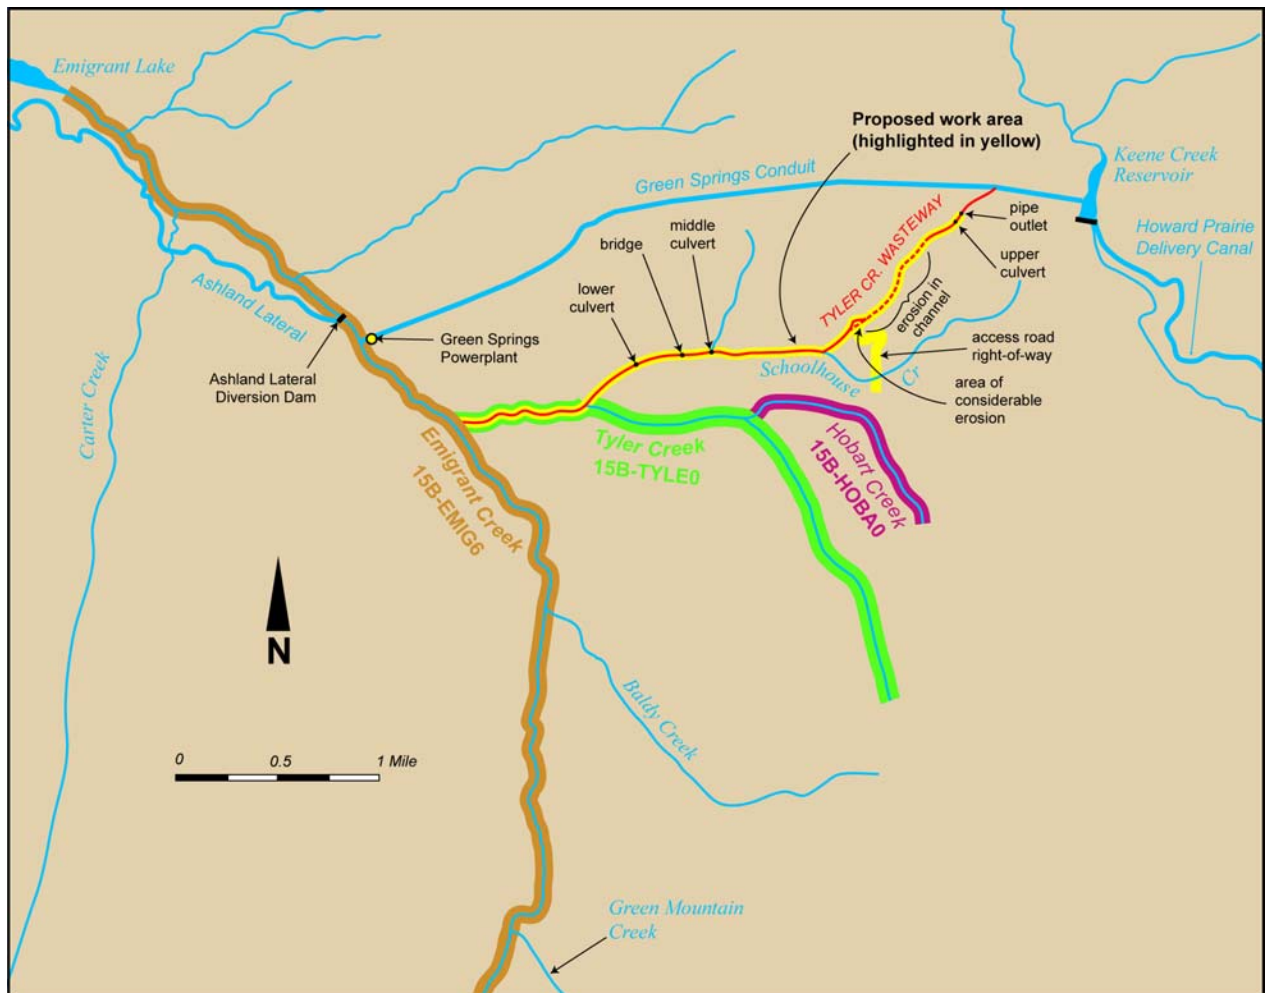 Emigrant Lake
Proposed work area
(highlighted in yellow)
Keene Creek
Reservoir
Green Springs Conduit
pipe
outlet
Howard Prairie
Delivery Canal
middle
culvert
bridge
TYLER CR. WASTEWAY
upper
culvert
lower
culvert
erosion in
channel
Ashland Lateral
Green Springs
Powerplant
access road
right-of-way
Schoolhouse
Cr
Ashland Lateral
Diversion Dam
area of
considerable
erosion
Carter Creek
Emigrant Creek
15B-EMIG6
Tyler Creek
15B-TYLE0
Hobart Creek
15B-HOBA0
N
Baldy Creek
0
0.5
1 Mile
Green Mountain
Creek